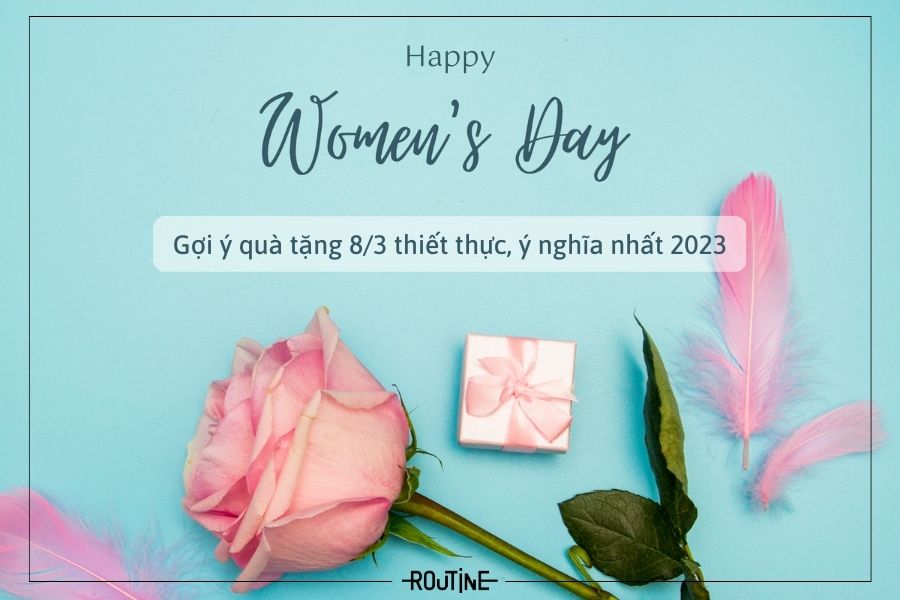 Happy
Women's Day
Gợi ý quà tặng 8/3 thiết thực, ý nghĩa nhất 2023
ROUTINE